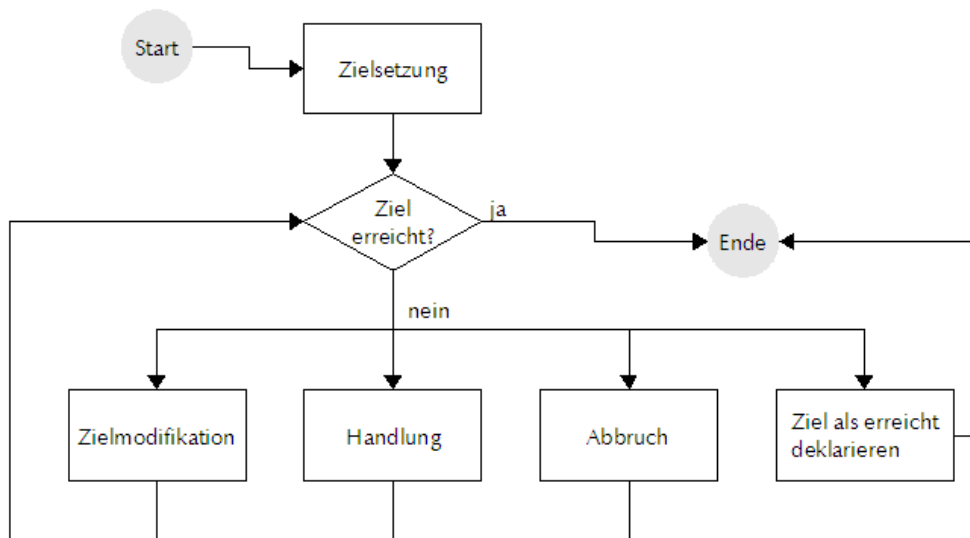 Start
Zielsetzung
Ziel
erreicht?
ja
Ende
nein
Zielmodifikation
Handlung
Abbruch
Ziel als erreicht
deklarieren